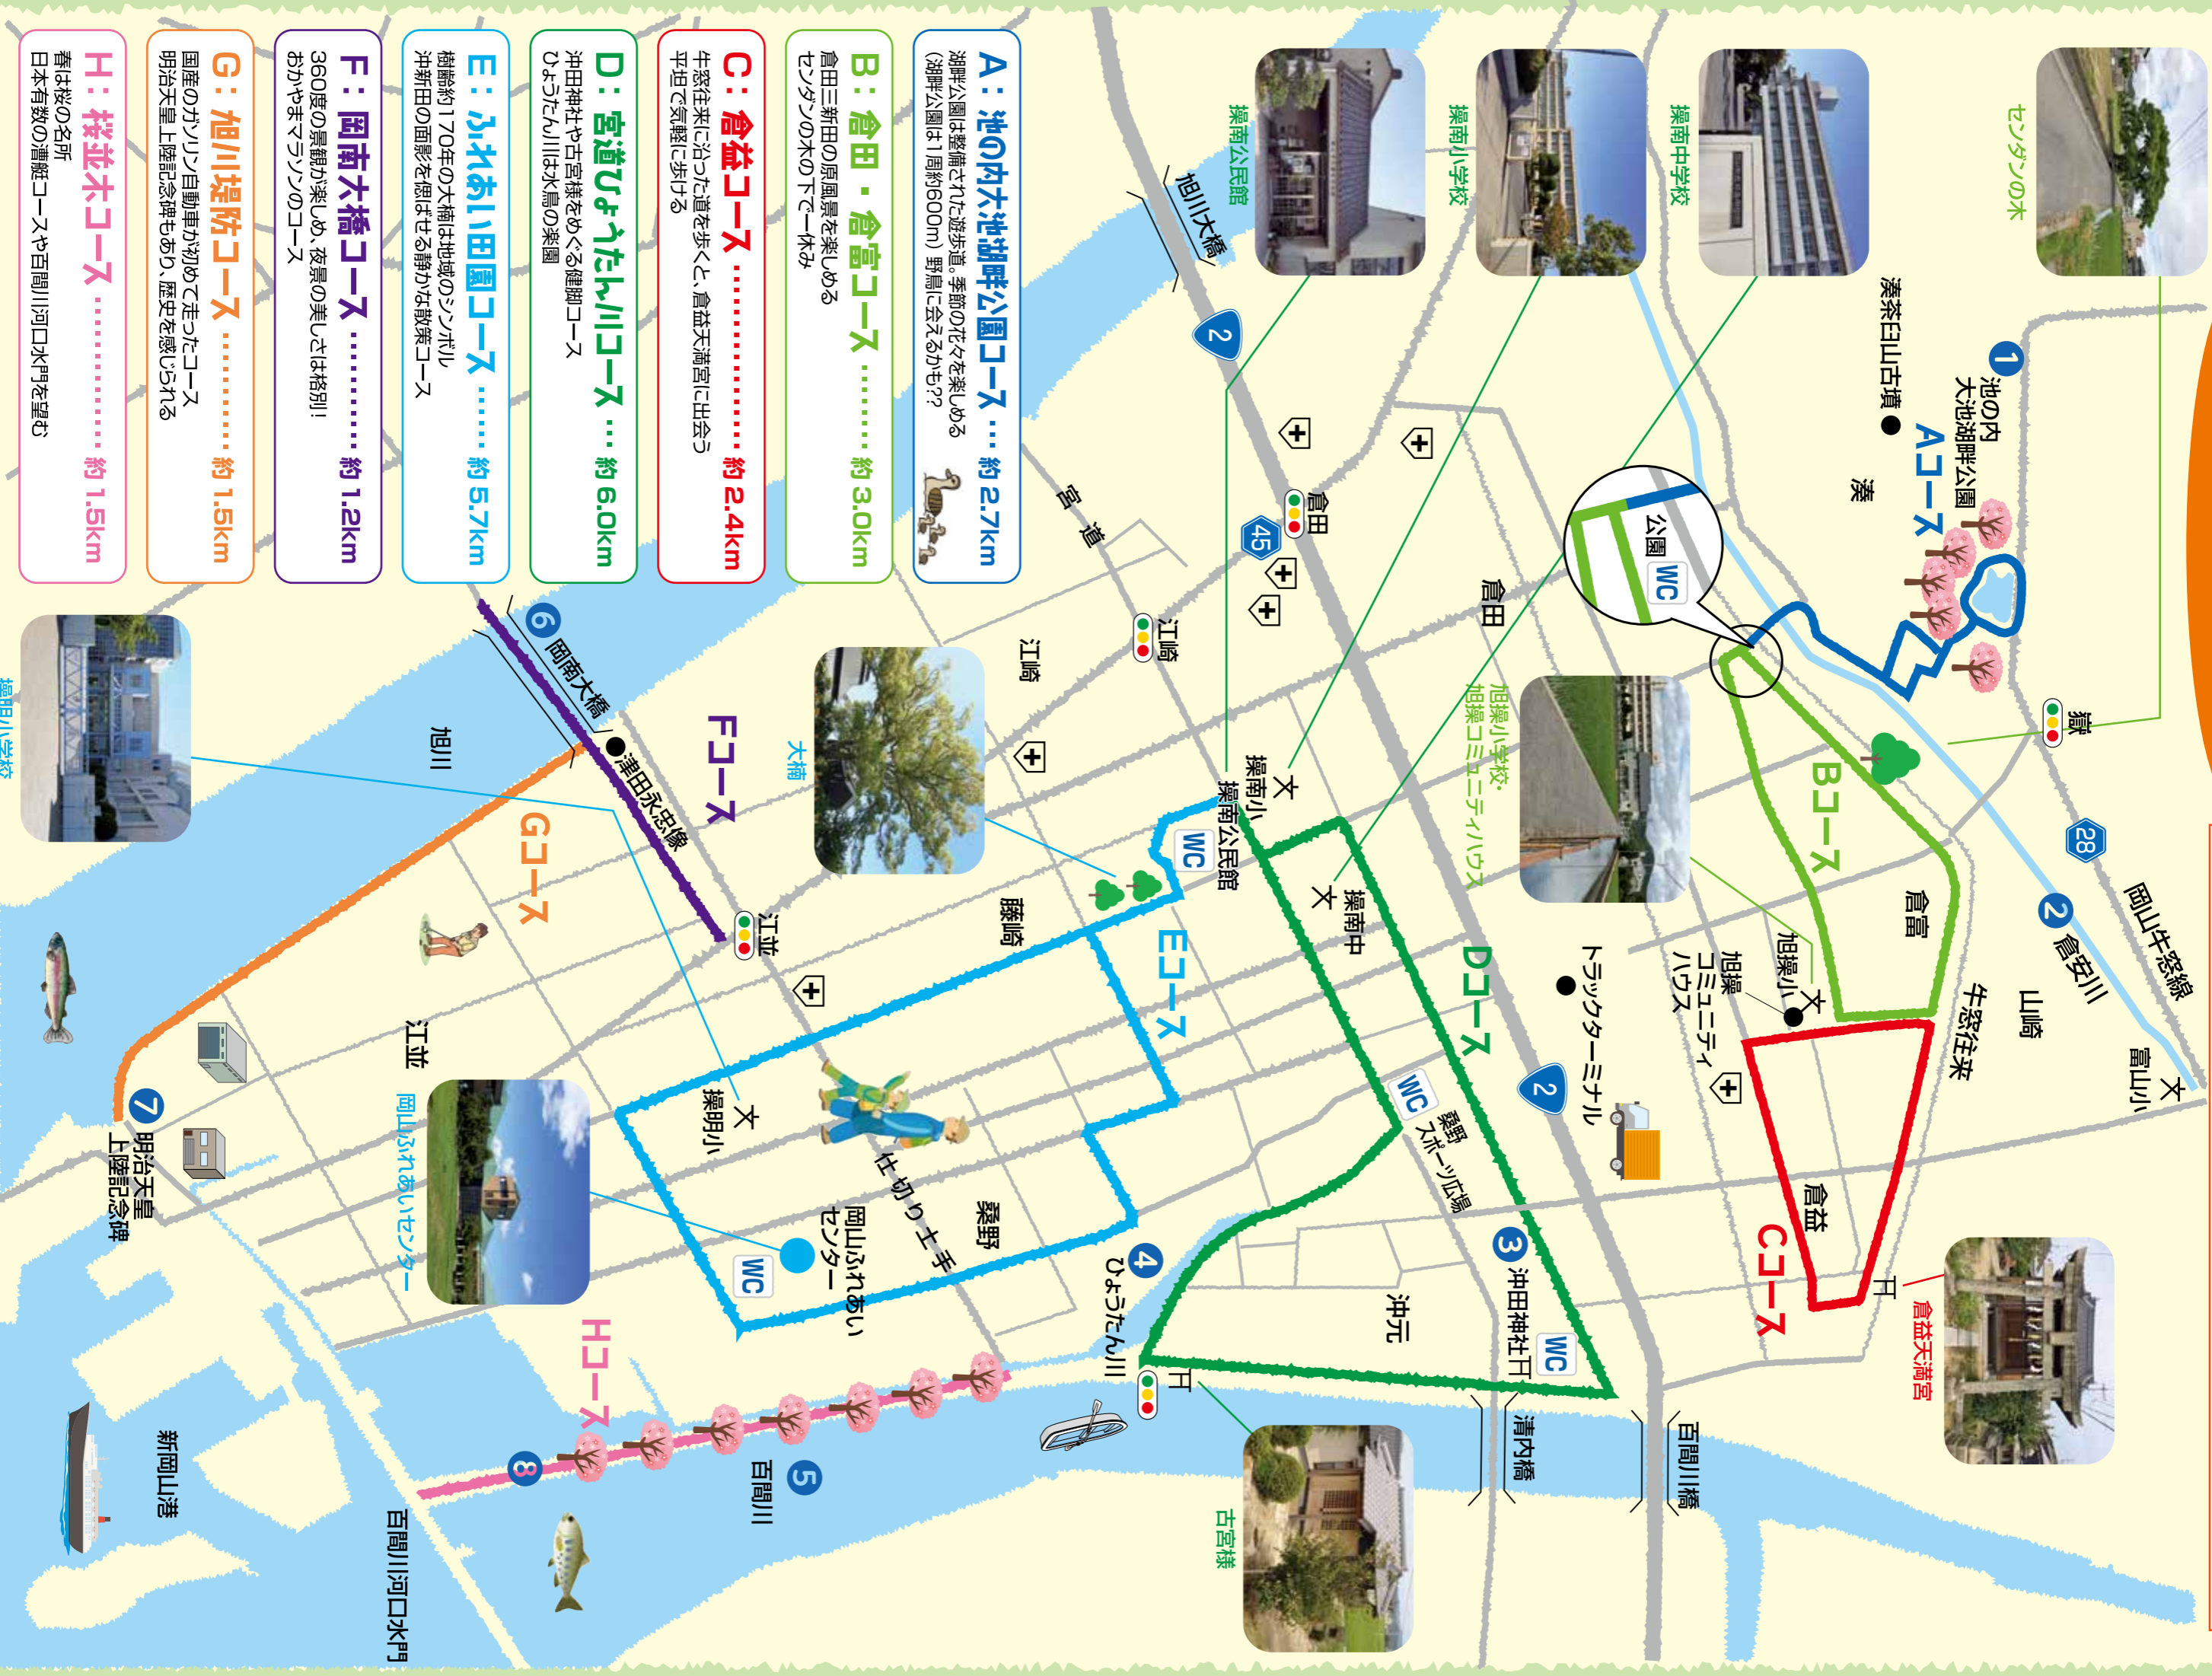 A：池の内大池湖畔公園コース … 約2.7km
湖畔公園は整備された遊歩道。季節の花々を楽しめる
(湖畔公園は1周約600m) 野鳥に会えるかも??
B：倉田・倉富コース ……… 約3.0km
倉田三新田の原風景を楽しめる
センダンの木の下で一休み
C：倉益コース ……………… 約2.4km
牛窓往来に沿った道を歩くと、倉益天満宮に出会う
平坦で気軽に歩ける
D：宮道ひょうたん川コース … 約6.0km
沖田神社や古宮様をめぐる健脚コース
ひょうたん川は水鳥の楽園
E：ふれあい田園コース …… 約5.7km
樹齢約170年の大楠は地域のシンボル
沖新田の面影を偲ばせる静かな散策コース
F：岡南大橋コース ………… 約1.2km
360度の景観が楽しめ、夜景の美しさは格別!
おかやまマラソンのコース
G：旭川堤防コース ………… 約1.5km
国産のガソリン自動車が初めて走ったコース
明治天皇上陸記念碑もあり、歴史を感じられる
H：桜並木コース …………… 約1.5km
春は桜の名所
日本有数の漕艇コースや百間川河口水門を望む
センダンの木
操南中学校
操南小学校
操南公民館
旭川大橋
2
湊茶臼山古墳
1
池の内
大池湖畔公園
Aコース
湊
公園
WC
倉田
45
宮道
倉田
江崎
江崎
嶽
28
岡山牛窓線
2
倉安川
Bコース
倉富
山崎
牛窓往来
富山小
文
旭操小学校・
旭操コミュニティハウス
旭操小
文
旭操
コミュニティ
ハウス
トラックターミナル
2
倉益
Cコース
倉益天満宮
操南小
文
操南公民館
WC
操南中
文
Dコース
WC
桑野
スポーツ広場
3
沖田神社
WC
沖元
清内橋
百間川橋
古宮様
4
ひょうたん川
大楠
藤崎
Eコース
桑野
仕切り土手
岡山ふれあい
センター
WC
操明小
文
6
岡南大橋
津田永忠像
Fコース
江並
旭川
Gコース
江並
岡山ふれあいセンター
操明小学校
7
明治天皇
上陸記念碑
Hコース
8
5
百間川
百間川河口水門
新岡山港